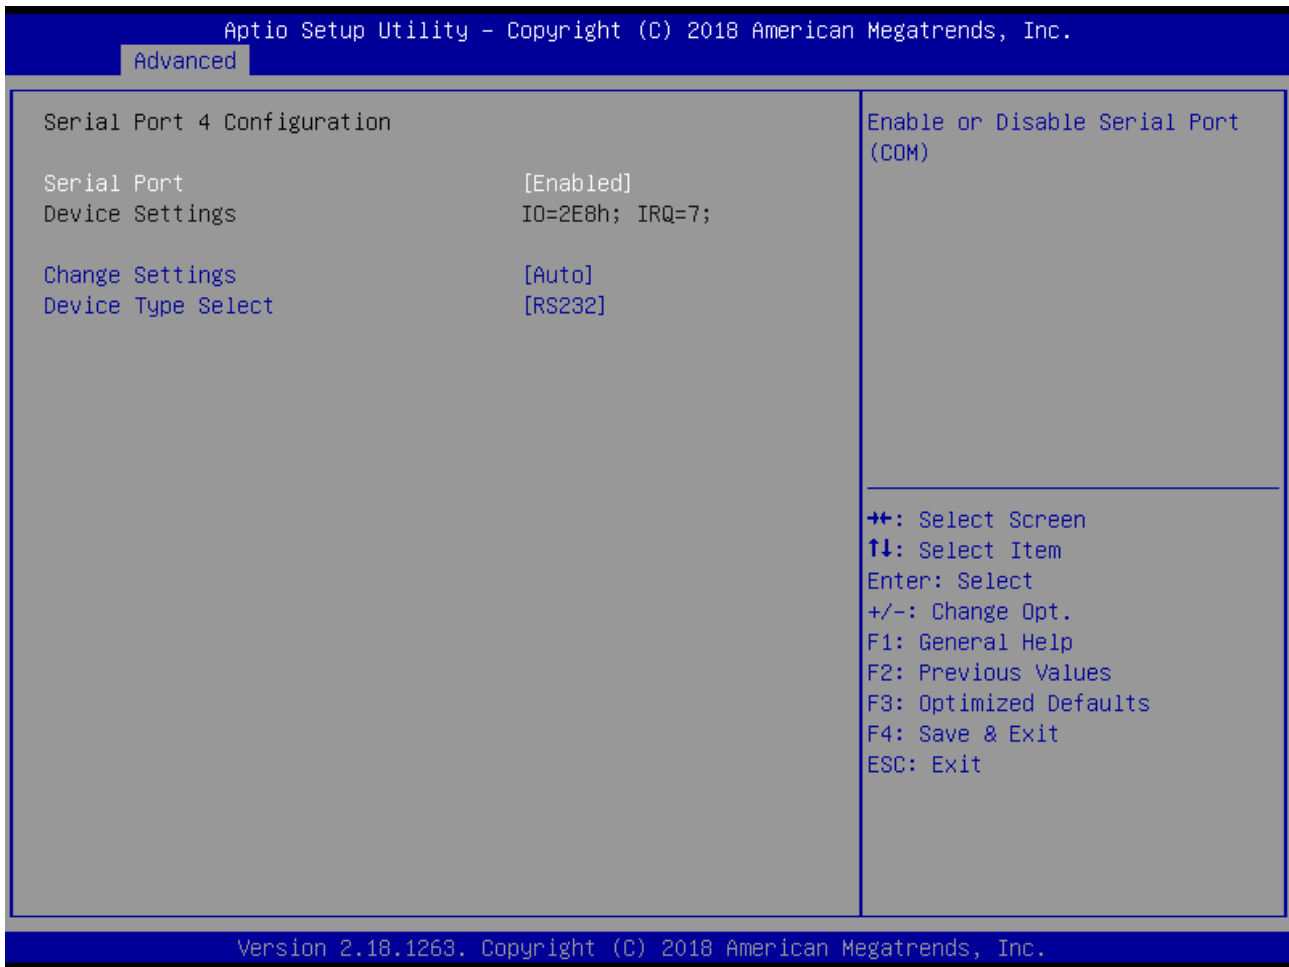 Aptio Setup Utility – Copyright (C) 2018 American Megatrends, Inc.
Advanced
Serial Port 4 Configuration
Serial Port [Enabled]
Device Settings IO=2E8h; IRQ=7;
Change Settings [Auto]
Device Type Select [RS232]
Enable or Disable Serial Port
(COM)
→←: Select Screen
↑↓: Select Item
Enter: Select
+/-: Change Opt.
F1: General Help
F2: Previous Values
F3: Optimized Defaults
F4: Save & Exit
ESC: Exit
Version 2.18.1263. Copyright (C) 2018 American Megatrends, Inc.